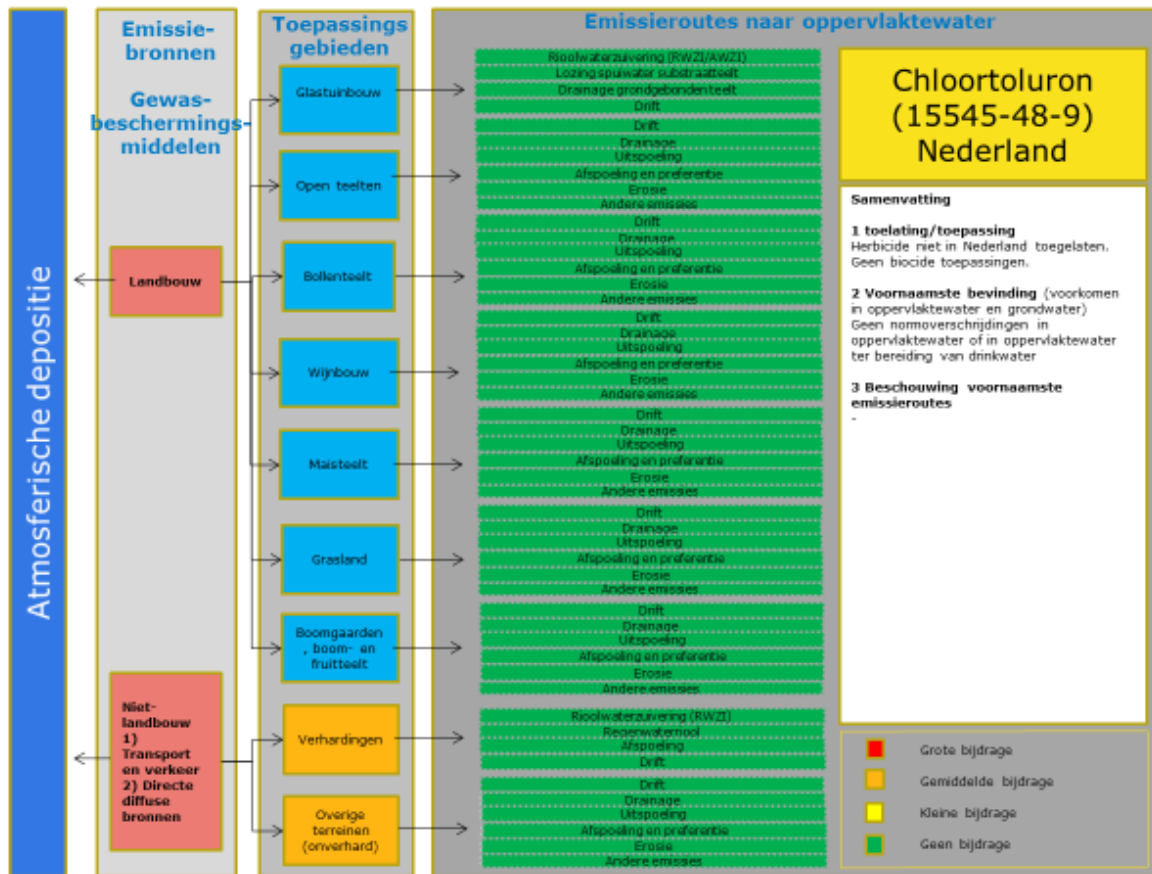 Atmosferische depositie
Emissie-
bronnen
Gewas-
beschermings-
middelen
Landbouw
Niet-
landbouw
1)
Transport
en verkeer
2) Directe
diffuse
bronnen
Toepassings
gebieden
Glastuinbouw
Open teelten
Bollenteelt
Wijnbouw
Maisteelt
Grasland
Boomgaarden
, boom- en
fruitteelt
Verhardingen
Overige
terreinen
(onverhard)
Emissieroutes naar oppervlaktewater
Rioolwaterzuivering (RWZI/AWZI)
Lozing spuiwater substraatteelt
Drainage grondgebonden teelt
Drift
Drift
Drainage
Uitspoeling
Afspoeling en preferentie
Erosie
Andere emissies
Drift
Drainage
Uitspoeling
Afspoeling en preferentie
Erosie
Andere emissies
Drift
Drainage
Uitspoeling
Afspoeling en preferentie
Erosie
Andere emissies
Drift
Drainage
Uitspoeling
Afspoeling en preferentie
Erosie
Andere emissies
Drift
Drainage
Uitspoeling
Afspoeling en preferentie
Erosie
Andere emissies
Drift
Drainage
Uitspoeling
Afspoeling en preferentie
Erosie
Andere emissies
Rioolwaterzuivering (RWZI)
Regenwaterriool
Afspoeling
Drift
Drift
Drainage
Uitspoeling
Afspoeling en preferentie
Erosie
Andere emissies
Chloortoluron
(15545-48-9)
Nederland
Samenvatting
1 toelating/toepassing
Herbicide niet in Nederland toegelaten.
Geen biocide toepassingen.
2 Voornaamste bevinding (voorkomen
in oppervlaktewater en grondwater)
Geen normoverschrijdingen in
oppervlaktewater of in oppervlaktewater
ter bereiding van drinkwater
3 Beschouwing voornaamste
emissieroutes
-
Grote bijdrage
Gemiddelde bijdrage
Kleine bijdrage
Geen bijdrage